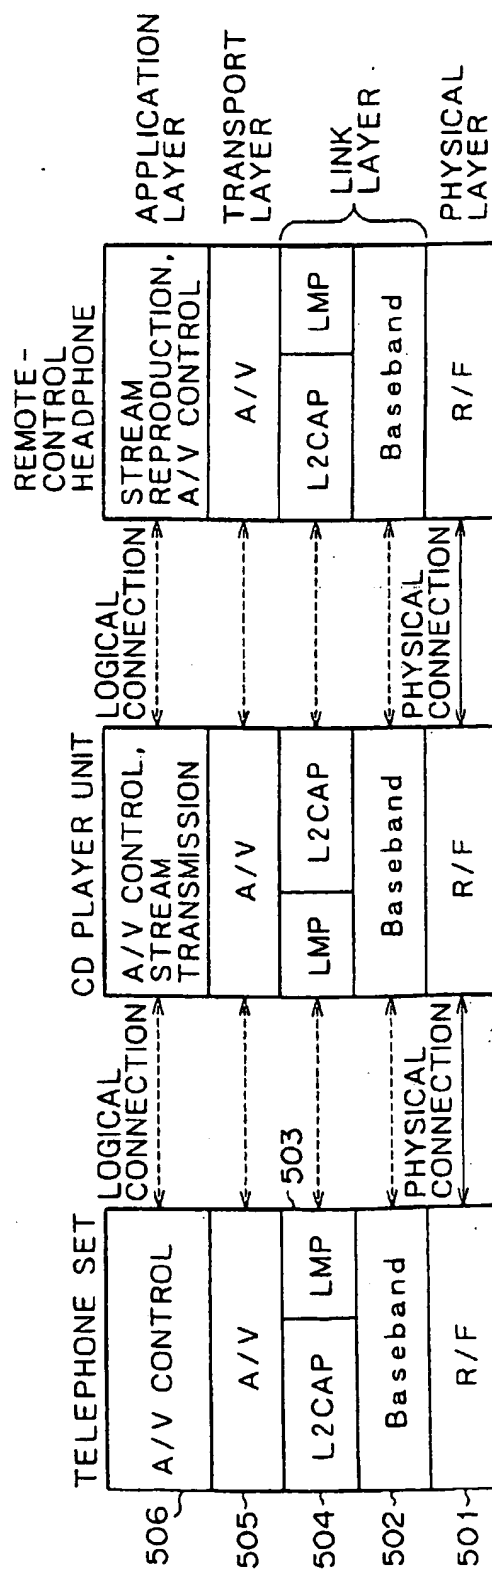 TELEPHONE SET
506
A/V CONTROL
505
A/V
504
L2CAP
LMP
503
502
Baseband
501
R/F
LOGICAL
CONNECTION
PHYSICAL
CONNECTION
CD PLAYER UNIT
A/V CONTROL,
STREAM
TRANSMISSION
A/V
LMP
L2CAP
Baseband
R/F
LOGICAL
CONNECTION
PHYSICAL
CONNECTION
REMOTE-
CONTROL
HEADPHONE
STREAM
REPRODUCTION,
A/V CONTROL
A/V
L2CAP
LMP
Baseband
R/F
APPLICATION
LAYER
TRANSPORT
LAYER
LINK
LAYER
PHYSICAL
LAYER